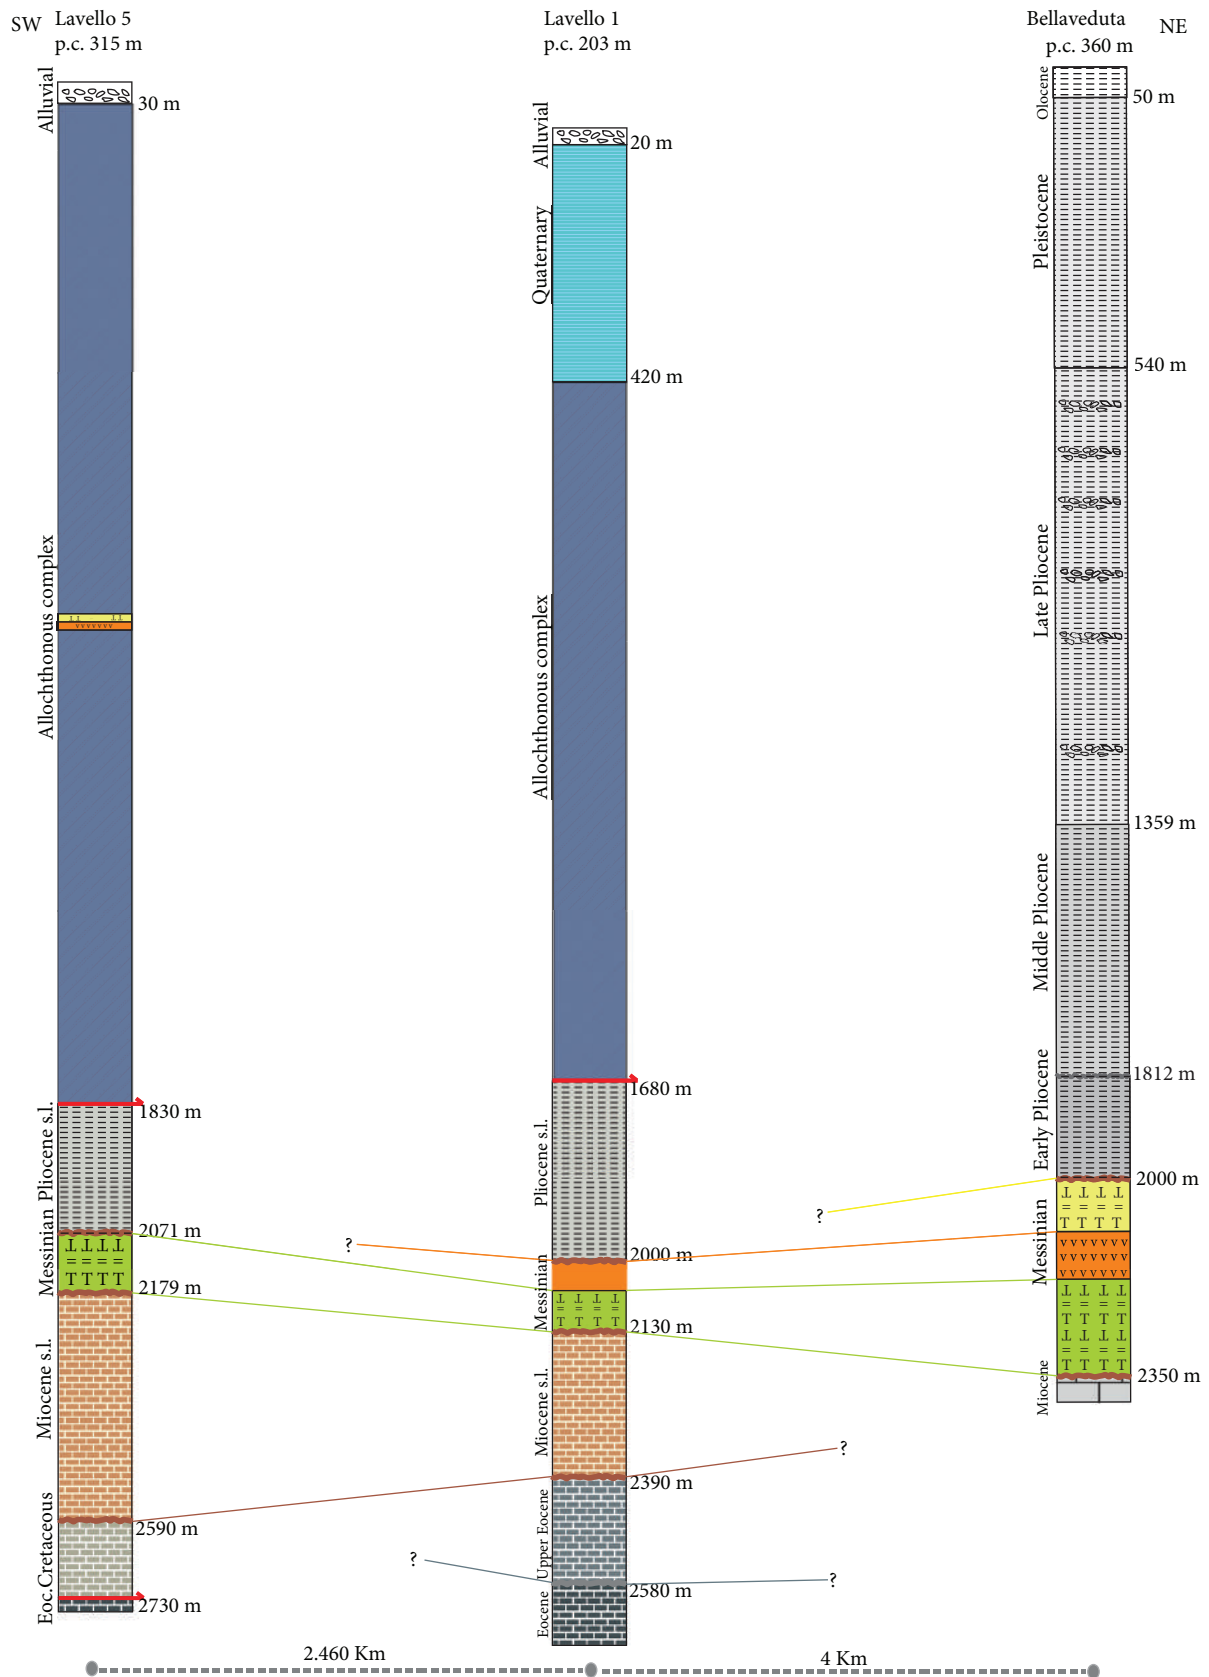 SW
Lavello 5
p.c. 315 m
Lavello 1
p.c. 203 m
Bellaveduta
p.c. 360 m
NE
Alluvial
30 m
Allochthonous complex
1830 m
Pliocene s.l.
2071 m
Messinian
2179 m
Miocene s.l.
2590 m
Cretaceous
2730 m
Eoc.
Alluvial
20 m
Quaternary
420 m
Allochthonous complex
1680 m
Pliocene s.l.
2000 m
Messinian
2130 m
Miocene s.l.
2390 m
Upper Eocene
2580 m
Eocene
Olocene
50 m
Pleistocene
540 m
Late Pliocene
1359 m
Middle Pliocene
1812 m
Early Pliocene
2000 m
Messinian
2350 m
Miocene
?
?
?
?
?
2.460 Km
4 Km